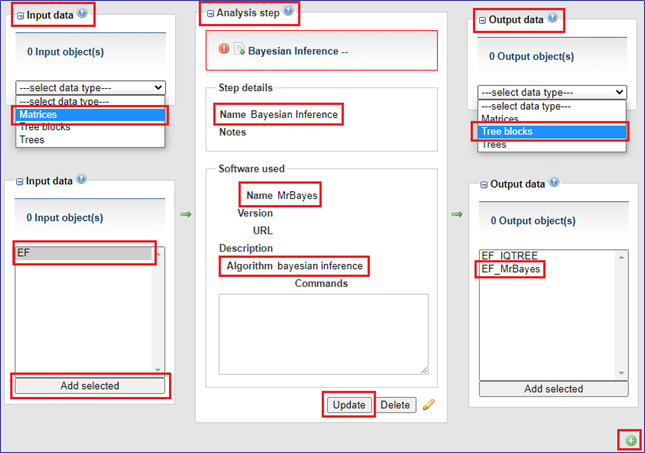 Input data
0 Input object(s)
---select data type---
---select data type---
Matrices
Tree blocks
Trees
Input data
0 Input object(s)
EF
Add selected
Analysis step
Bayesian Inference --
Step details
Name Bayesian Inference
Notes
Software used
Name MrBayes
Version
URL
Description
Algorithm bayesian inference
Commands
Update
Delete
Output data
0 Output object(s)
---select data type---
---select data type---
Matrices
Tree blocks
Trees
Output data
0 Output object(s)
EF_IQTREE
EF_MrBayes
Add selected